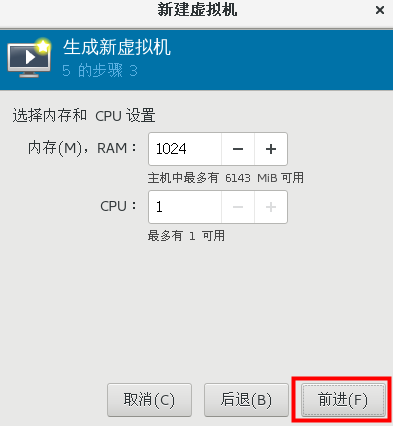 新建虚拟机 ×
生成新虚拟机
5 的步骤 3
选择内存和 CPU 设置
内存(M), RAM： 1024 − +
主机中最多有 6143 MiB 可用
CPU： 1 − +
最多有 1 可用
取消(C) 后退(B) 前进(F)